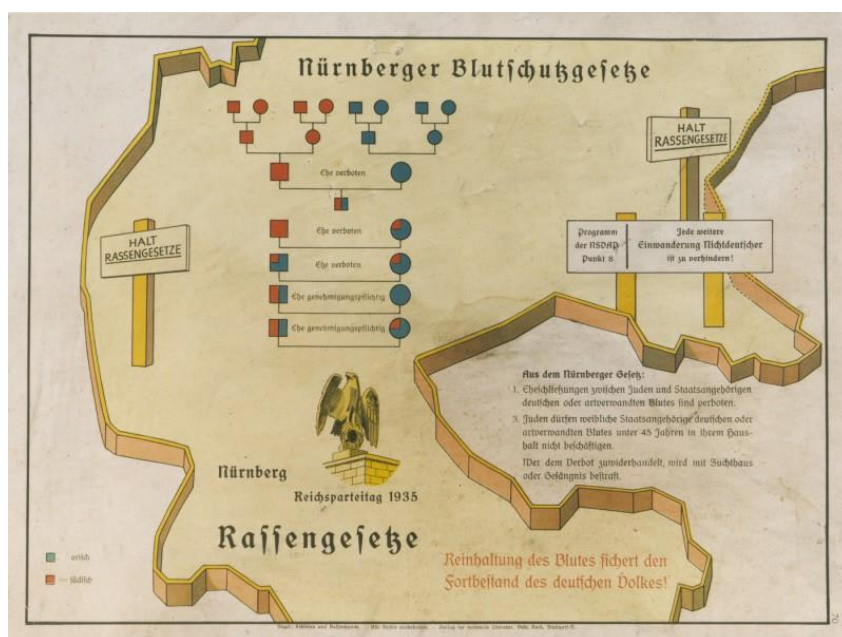 Nürnberger Blutschutzgesetze
HALT
RASSENGESETZE
HALT
RASSENGESETZE
Ehe verboten
Ehe verboten
Ehe verboten
Ehe genehmigungspflichtig
Ehe genehmigungspflichtig
Programm
der NSDAP
Punkt 8
Jede weitere
Einwanderung Nichtdeutscher
ist zu verhindern!
Aus dem Nürnberger Gesetz:
1. Eheschließungen zwischen Juden und Staatsangehörigen
deutschen oder artverwandten Blutes sind verboten.
3. Juden dürfen weibliche Staatsangehörige deutschen oder
artverwandten Blutes unter 45 Jahren in ihrem Haus-
halt nicht beschäftigen.
Wer dem Verbot zuwiderhandelt, wird mit Zuchthaus
oder Gefängnis bestraft.
Nürnberg
Reichsparteitag 1935
Rassengesetze
arisch
— jüdisch
Reinhaltung des Blutes sichert den
Fortbestand des deutschen Volkes!
70